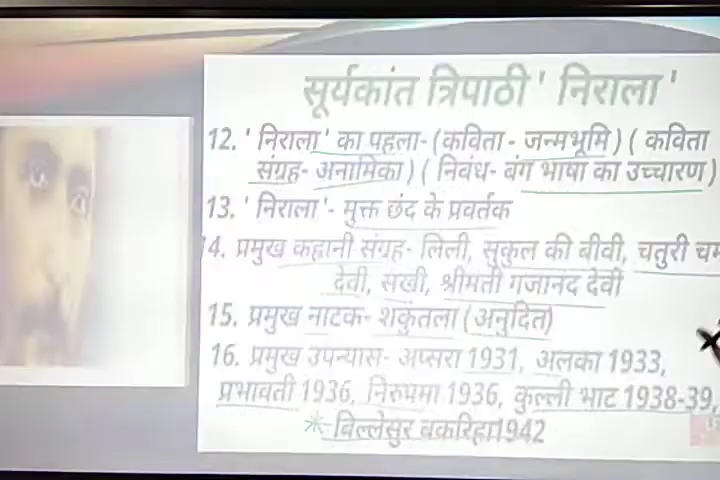 सूर्यकांत त्रिपाठी ' निराला '
12. ' निराला ' का पहला- (कविता - जन्मभूमि) ( कविता
संग्रह- अनामिका ) ( निवंध- बंग भाषा का उच्चारण )
13. ' निराला '- मुक्त छंद के प्रवर्तक
14. प्रमुख कहानी संग्रह- लिली, सुकुल की बीवी, चतुरी
देवी, सखी, श्रीमती गजानंद देवी
15. प्रमुख नाटक- शकुंतला (अनुदित)
16. प्रमुख उपन्यास- अप्सरा 1931, अलका 1933,
प्रभावती 1936, निरुपमा 1936, कुल्ली भाट 1938-39,
बिल्लेसुर बकरिहा1942